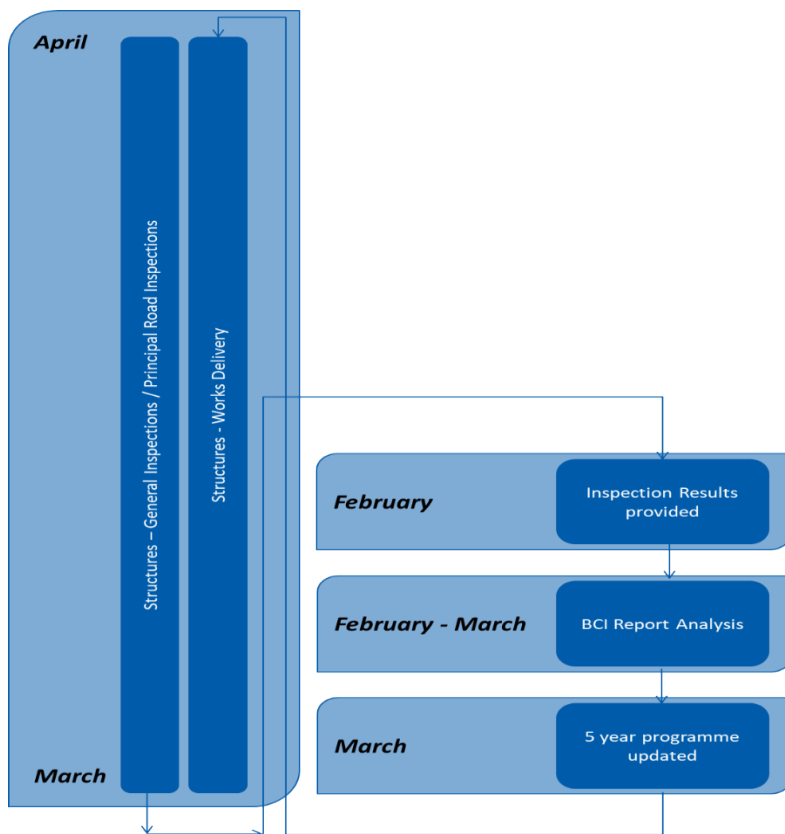 April
Structures – General Inspections / Principal Road Inspections
Structures - Works Delivery
March
February
Inspection Results
provided
February - March
BCI Report Analysis
March
5 year programme
updated